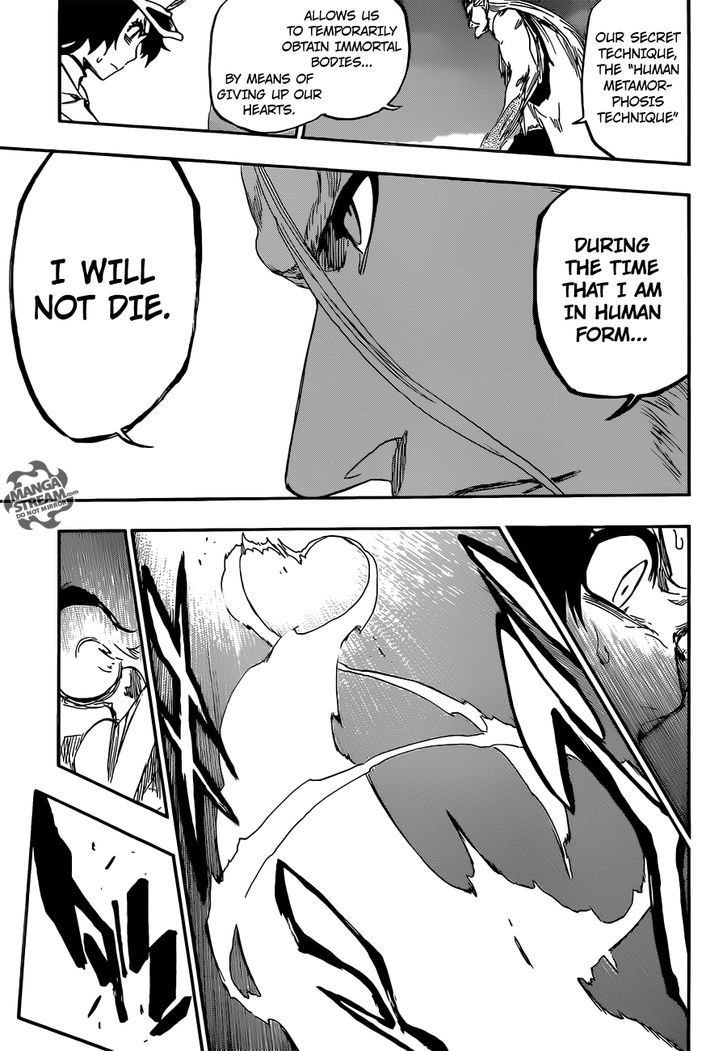 OUR SECRET
TECHNIQUE,
THE "HUMAN
METAMOR-
PHOSIS
TECHNIQUE"
ALLOWS US
TO TEMPORARILY
OBTAIN IMMORTAL
BODIES...
BY MEANS OF
GIVING UP OUR
HEARTS.
DURING
THE TIME
THAT I AM
IN HUMAN
FORM...
I WILL
NOT DIE.
MANGA
STREAM.com
DO NOT MIRROR